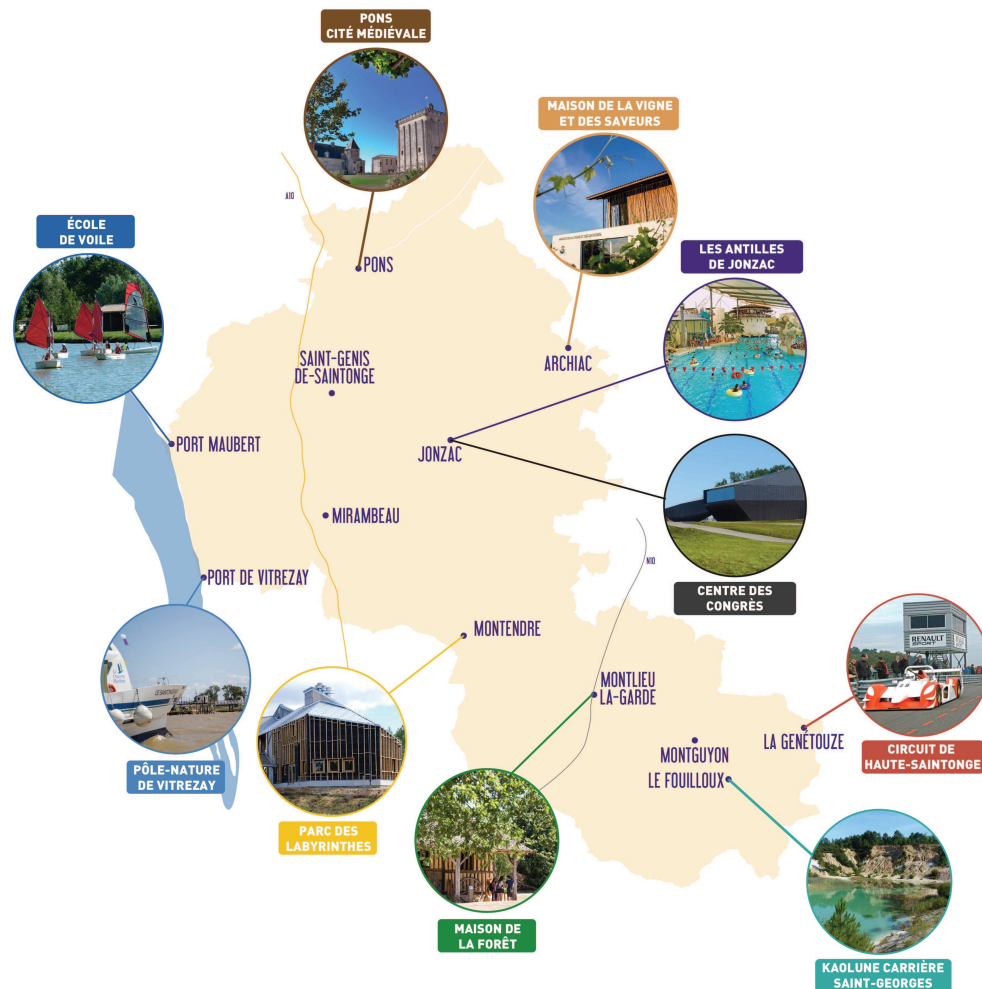 PONS
CITÉ MÉDIÉVALE
MAISON DE LA VIGNE
ET DES SAVEURS
A10
ÉCOLE
DE VOILE
LES ANTILLES
DE JONZAC
PONS
SAINT-GENIS
DE-SAINTONGE
ARCHIAC
PORT MAUBERT
JONZAC
MIRAMBEAU
N10
PORT DE VITREZAY
CENTRE DES
CONGRÈS
MONTENDRE
RENAULT
SPORT
MONTLIEU
LA-GARDE
LA GENÉTOUZE
MONTGUYON
LE FOUILLOUX
CIRCUIT DE
HAUTE-SAINTONGE
PÔLE-NATURE
DE VITREZAY
PARC DES
LABYRINTHES
MAISON DE
LA FORÊT
KAOLUNE CARRIÈRE
SAINT-GEORGES